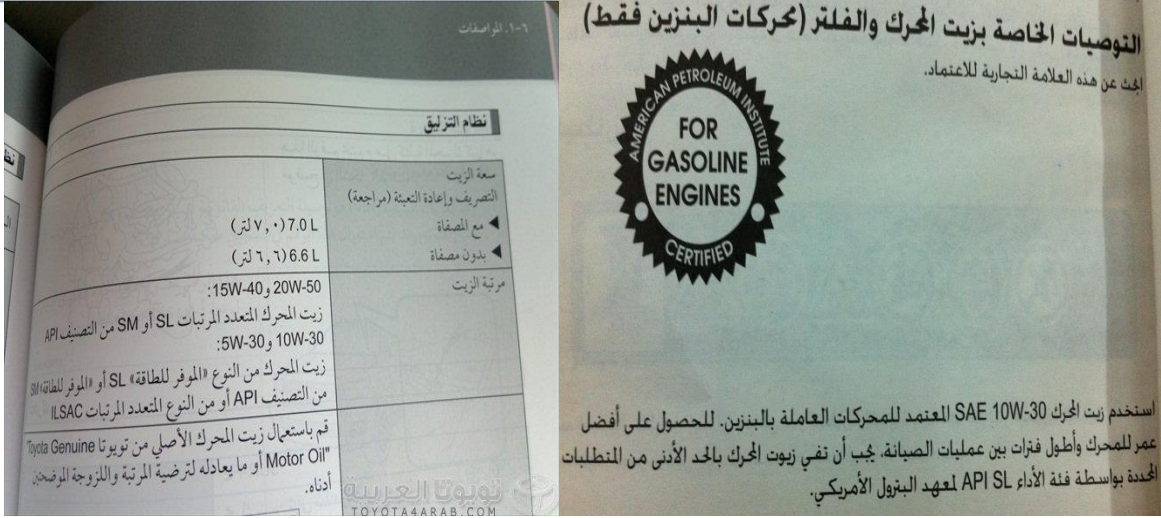 ٦-١. المواصفات
نظام التزليق
سعة الزيت
التصريف وإعادة التعبئة (مراجعة)
◀ مع المصفاة
7.0 L (٧,٠ لتر)
◀ بدون مصفاة
6.6 L (٦,٦ لتر)
مرتبة الزيت
20W-50 و 15W-40:
زيت المحرك المتعدد المرتبات SL أو SM من التصنيف API
10W-30 و 5W-30:
زيت المحرك من النوع «الموفر للطاقة» SL أو «الموفر للطاقة» SM
من التصنيف API أو من النوع المتعدد المرتبات ILSAC
قم باستعمال زيت المحرك الأصلي من تويوتا "Toyota Genuine
Motor Oil" أو ما يعادله لترضية المرتبة واللزوجة الموضحتين
أدناه.
تويوتا العربية
TOYOTA4ARAB.COM
التوصيات الخاصة بزيت المحرك والفلتر (محركات البنزين فقط)
ابحث عن هذه العلامة التجارية للاعتماد.
AMERICAN PETROLEUM INSTITUTE
FOR
GASOLINE
ENGINES
CERTIFIED
استخدم زيت المحرك SAE 10W-30 المعتمد للمحركات العاملة بالبنزين. للحصول على أفضل
عمر للمحرك وأطول فترات بين عمليات الصيانة. يجب أن تفي زيوت المحرك بالحد الأدنى من المتطلبات
المحددة بواسطة فئة الأداء API SL لمعهد البترول الأمريكي.